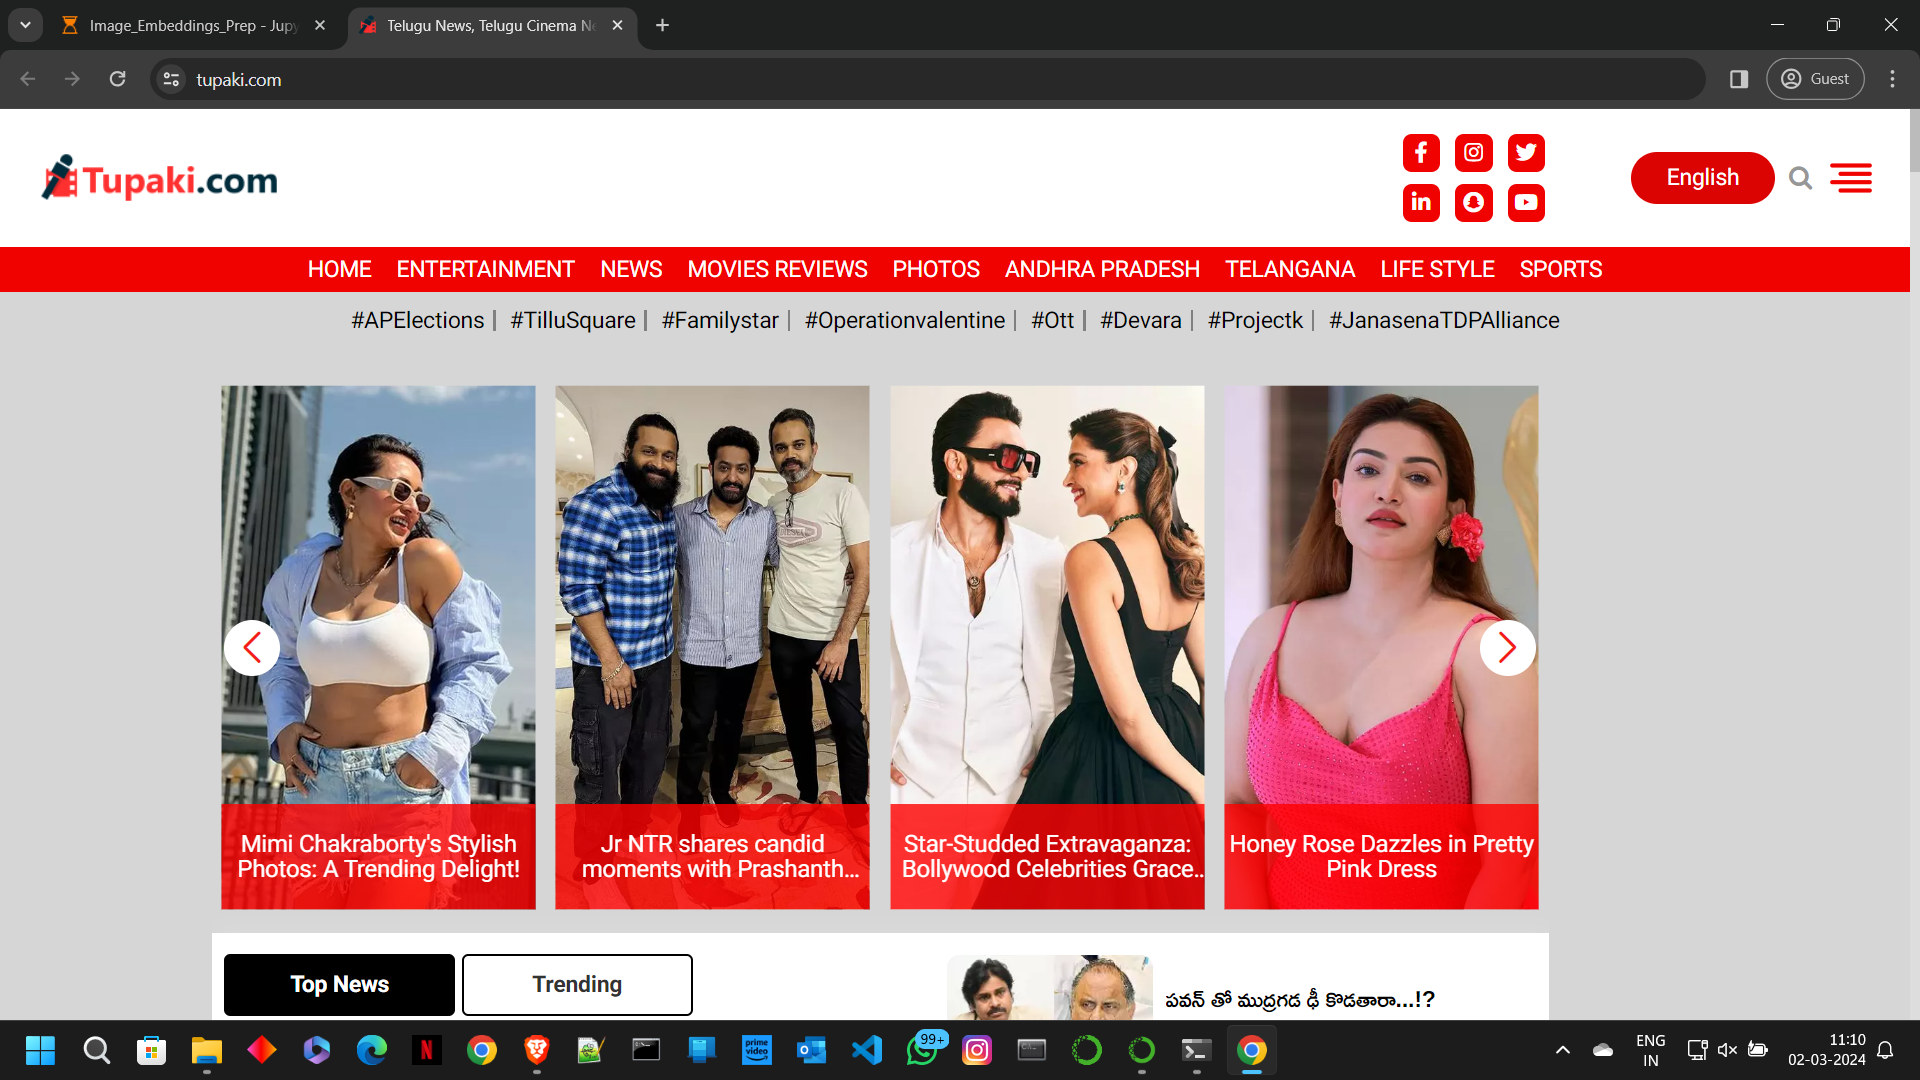 Image_Embeddings_Prep - Jupy
Telugu News, Telugu Cinema Ne
tupaki.com
Guest
Tupaki.com
English
HOME ENTERTAINMENT NEWS MOVIES REVIEWS PHOTOS ANDHRA PRADESH TELANGANA LIFE STYLE SPORTS
#APElections | #TilluSquare | #Familystar | #Operationvalentine | #Ott | #Devara | #Projectk | #JanasenaTDPAlliance
Mimi Chakraborty's Stylish
Photos: A Trending Delight!
Jr NTR shares candid
moments with Prashanth...
Star-Studded Extravaganza:
Bollywood Celebrities Grace..
Honey Rose Dazzles in Pretty
Pink Dress
Top News
Trending
పవన్ తో ముద్రగడ ఢీ కొడతారా...!?
prime
video
99+
ENG
IN
11:10
02-03-2024